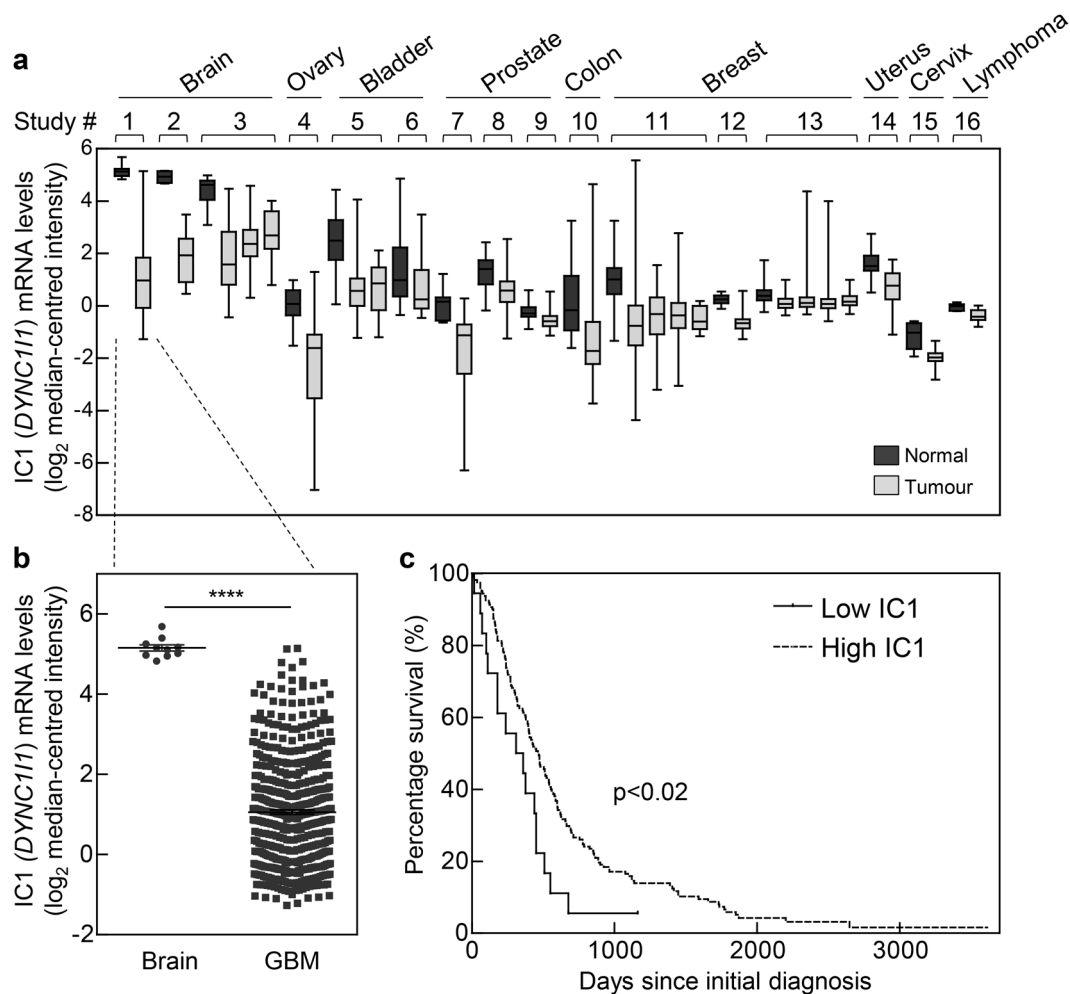 a
Brain Ovary Bladder Prostate Colon Breast Uterus Cervix Lymphoma
Study # 1 2 3 4 5 6 7 8 9 10 11 12 13 14 15 16
IC1 (DYNC1I1) mRNA levels
(log2 median-centred intensity)
6
4
2
0
-2
-4
-6
-8
Normal
Tumour
b
IC1 (DYNC1I1) mRNA levels
(log2 median-centred intensity)
6
4
2
0
-2
****
Brain GBM
c
Percentage survival (%)
100
80
60
40
20
0
Low IC1
High IC1
p<0.02
0 1000 2000 3000
Days since initial diagnosis